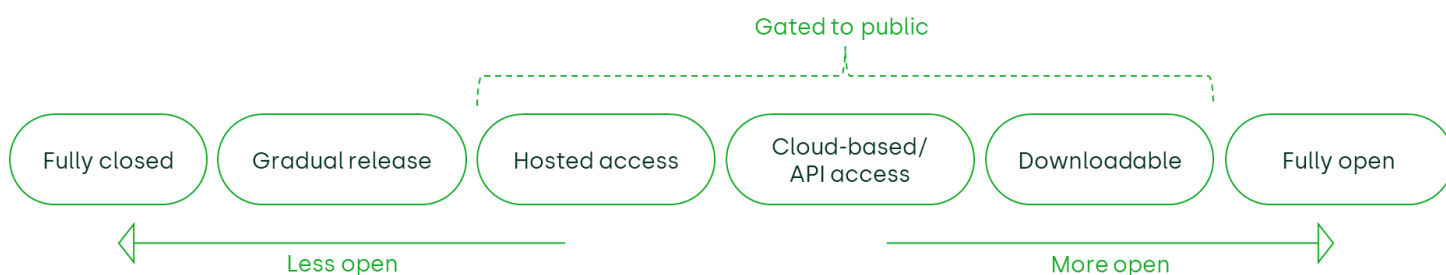 Gated to public
Fully closed
Gradual release
Hosted access
Cloud-based/
API access
Downloadable
Fully open
Less open
More open